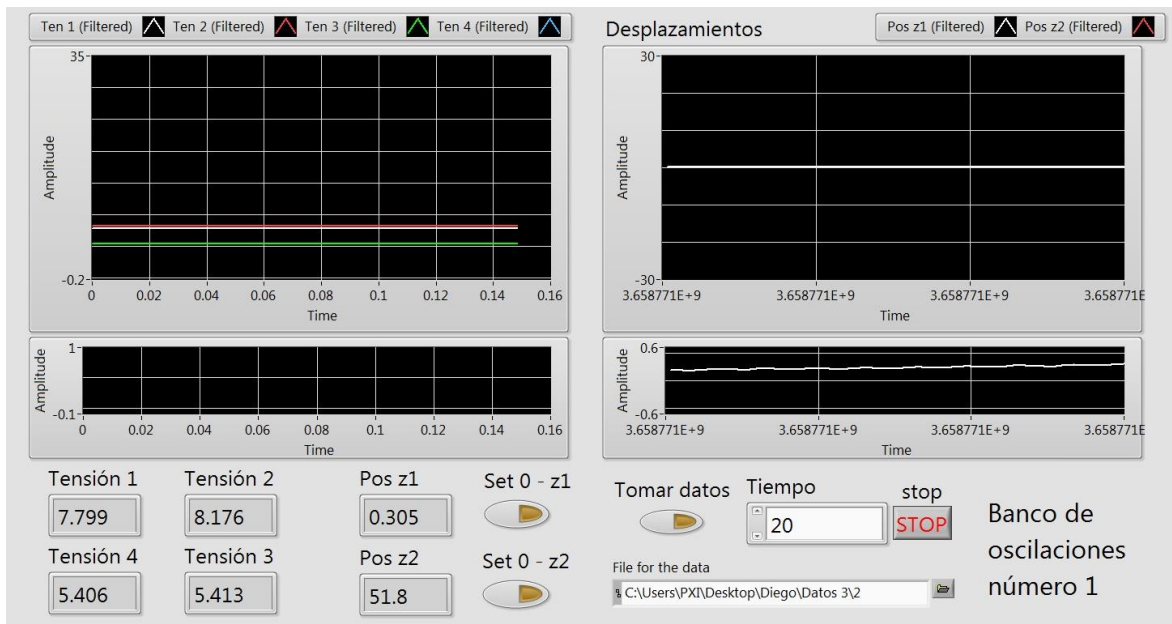 Ten 1 (Filtered) Ten 2 (Filtered) Ten 3 (Filtered) Ten 4 (Filtered)
35
Amplitude
-0.2
0 0.02 0.04 0.06 0.08 0.1 0.12 0.14 0.16
Time
1
Amplitude
-0.1
0 0.02 0.04 0.06 0.08 0.1 0.12 0.14 0.16
Time
Desplazamientos
Pos z1 (Filtered) Pos z2 (Filtered)
30
Amplitude
-30
3.658771E+9 3.658771E+9 3.658771E+9 3.658771E
Time
0.6
Amplitude
-0.6
3.658771E+9 3.658771E+9 3.658771E+9 3.658771E
Time
Tensión 1 Tensión 2 Pos z1 Set 0 - z1
7.799 8.176 0.305
Tensión 4 Tensión 3 Pos z2 Set 0 - z2
5.406 5.413 51.8
Tomar datos Tiempo stop
20 STOP
File for the data
C:\Users\PXI\Desktop\Diego\Datos 3\2
Banco de
oscilaciones
número 1